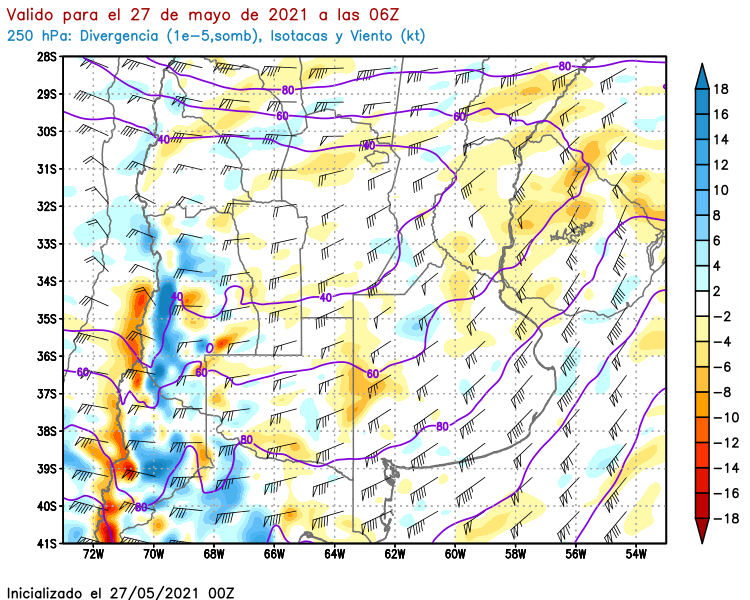 Valido para el 27 de mayo de 2021 a las 06Z
250 hPa: Divergencia (1e−5,somb), Isotacas y Viento (kt)
28S
29S
30S
31S
32S
33S
34S
35S
36S
37S
38S
39S
40S
41S
72W 70W 68W 66W 64W 62W 60W 58W 56W 54W
80
80
60
60
40
40
40
40
0
60
60
60
80
80
80
18
16
14
12
10
8
6
4
2
−2
−4
−6
−8
−10
−12
−14
−16
−18
Inicializado el 27/05/2021 00Z